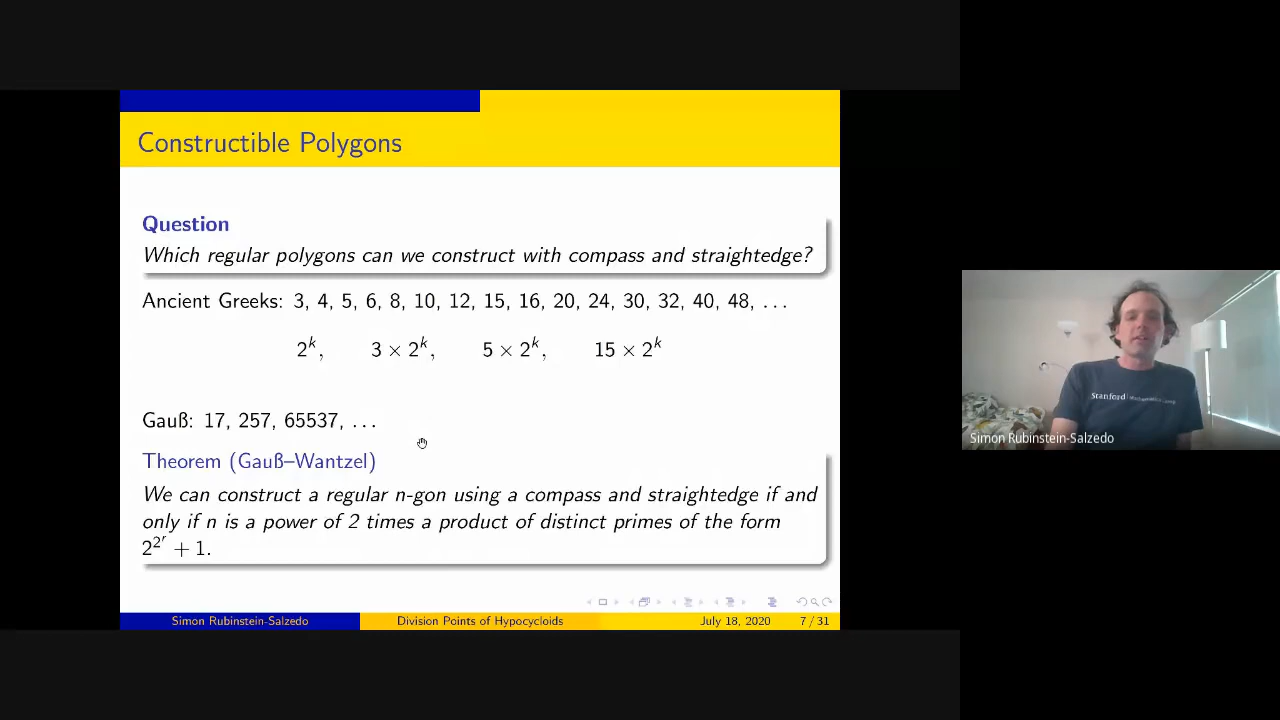 Constructible Polygons
Question
Which regular polygons can we construct with compass and straightedge?
Ancient Greeks: 3, 4, 5, 6, 8, 10, 12, 15, 16, 20, 24, 30, 32, 40, 48, ...
2^k, 3 × 2^k, 5 × 2^k, 15 × 2^k
Gauß: 17, 257, 65537, ...
Theorem (Gauß–Wantzel)
We can construct a regular n-gon using a compass and straightedge if and
only if n is a power of 2 times a product of distinct primes of the form
2^{2^r} + 1.
Simon Rubinstein-Salzedo Division Points of Hypocycloids July 18, 2020 7 / 31
Stanford
Simon Rubinstein-Salzedo